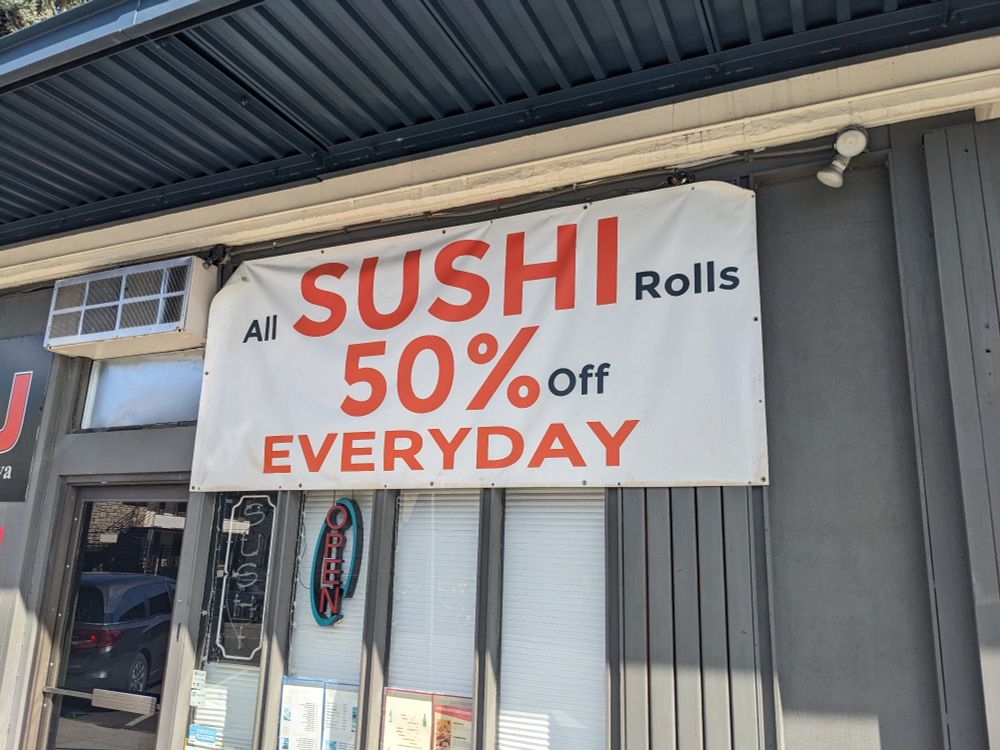 All SUSHI Rolls
50% Off
EVERYDAY
SUSHI
OPEN